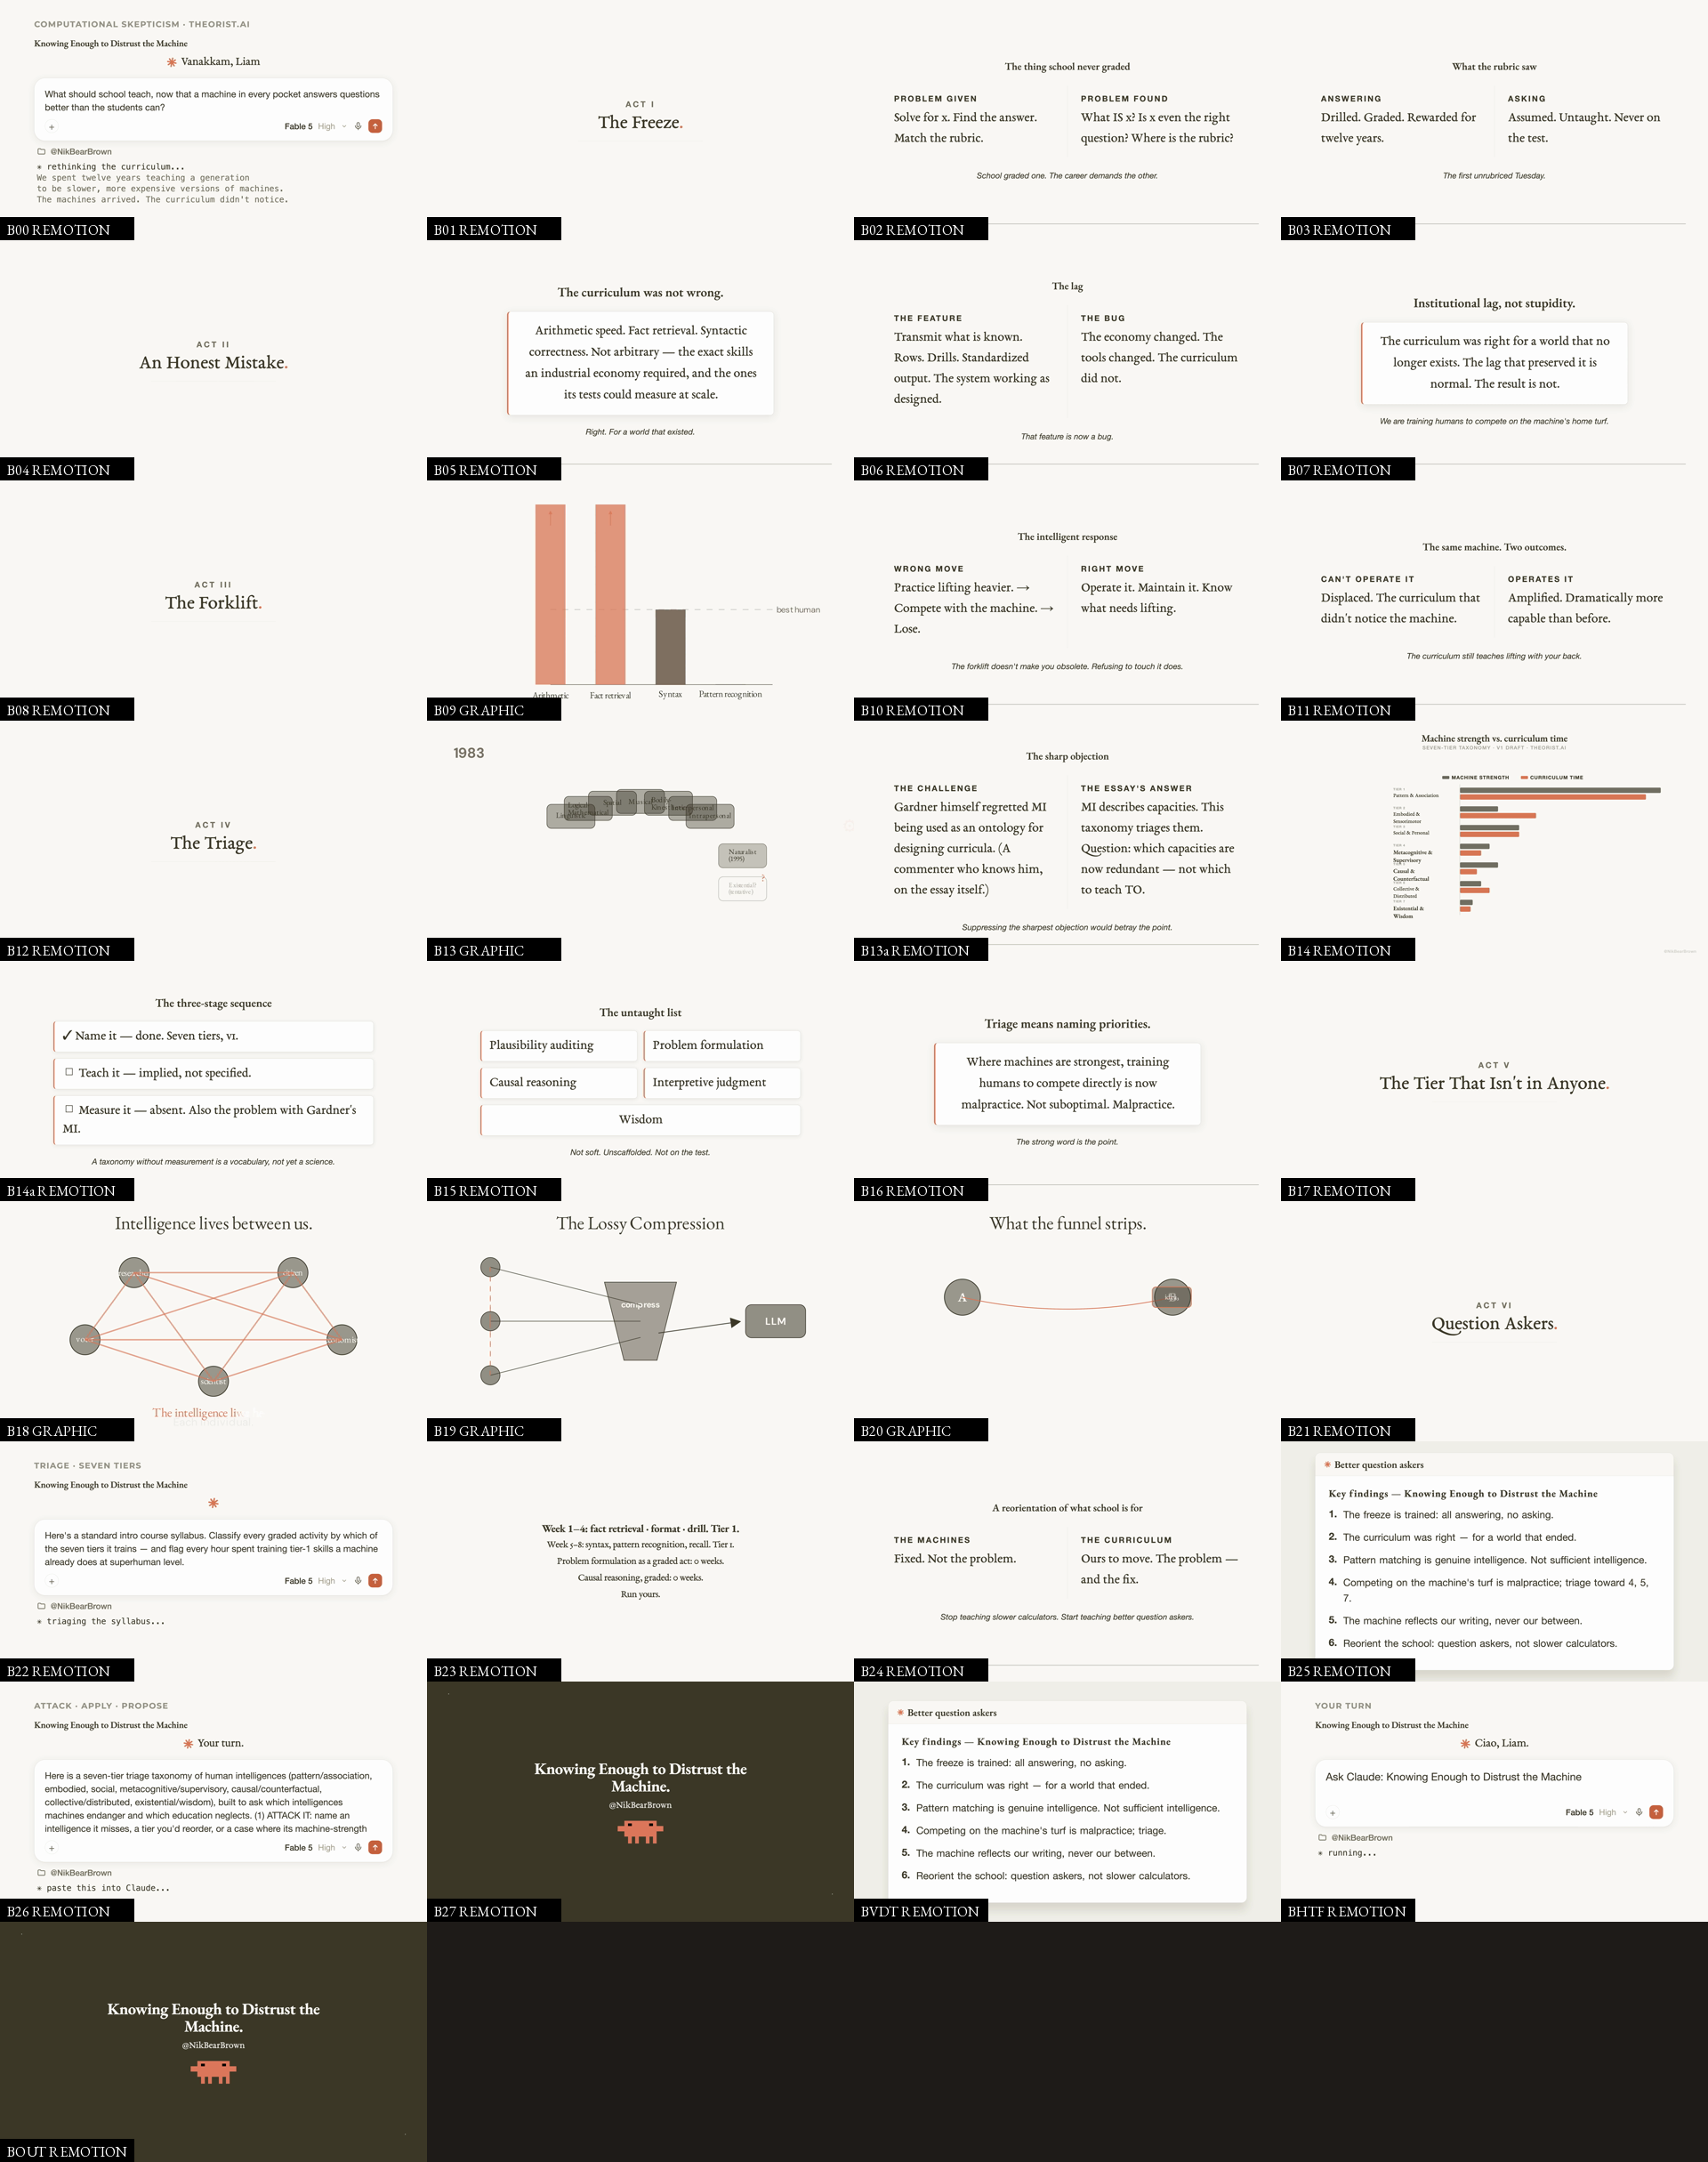 COMPUTATIONAL SKEPTICISM · THEORIST.AI
Knowing Enough to Distrust the Machine
Vanakkam, Liam
What should school teach, now that a machine in every pocket answers questions
better than the students can?
+ Fable 5 High
@NikBearBrown
rethinking the curriculum...
We spent twelve years teaching a generation
to be slower, more expensive versions of machines.
The machines arrived. The curriculum didn't notice.
B00 REMOTION
ACT I
The Freeze.
B01 REMOTION
The thing school never graded
PROBLEM GIVEN
Solve for x. Find the answer.
Match the rubric.
PROBLEM FOUND
What IS x? Is x even the right
question? Where is the rubric?
School graded one. The career demands the other.
B02 REMOTION
What the rubric saw
ANSWERING
Drilled. Graded. Rewarded for
twelve years.
ASKING
Assumed. Untaught. Never on
the test.
The first unrubriced Tuesday.
B03 REMOTION
ACT II
An Honest Mistake.
B04 REMOTION
The curriculum was not wrong.
Arithmetic speed. Fact retrieval. Syntactic
correctness. Not arbitrary — the exact skills
an industrial economy required, and the ones
its tests could measure at scale.
Right. For a world that existed.
B05 REMOTION
The lag
THE FEATURE
Transmit what is known.
Rows. Drills. Standardized
output. The system working as
designed.
THE BUG
The economy changed. The
tools changed. The curriculum
did not.
That feature is now a bug.
B06 REMOTION
Institutional lag, not stupidity.
The curriculum was right for a world that no
longer exists. The lag that preserved it is
normal. The result is not.
We are training humans to compete on the machine's home turf.
B07 REMOTION
ACT III
The Forklift.
B08 REMOTION
best human
Arithmetic
Fact retrieval
Syntax
Pattern recognition
B09 GRAPHIC
The intelligent response
WRONG MOVE
Practice lifting heavier. →
Compete with the machine. →
Lose.
RIGHT MOVE
Operate it. Maintain it. Know
what needs lifting.
The forklift doesn't make you obsolete. Refusing to touch it does.
B10 REMOTION
The same machine. Two outcomes.
CAN'T OPERATE IT
Displaced. The curriculum that
didn't notice the machine.
OPERATES IT
Amplified. Dramatically more
capable than before.
The curriculum still teaches lifting with your back.
B11 REMOTION
ACT IV
The Triage.
B12 REMOTION
1983
Spatial
Intrapersonal
Naturalist
(1995)
Existential?
(tentative)
B13 GRAPHIC
The sharp objection
THE CHALLENGE
Gardner himself regretted MI
being used as an ontology for
designing curricula. (A
commenter who knows him,
on the essay itself.)
THE ESSAY'S ANSWER
MI describes capacities. This
taxonomy triages them.
Question: which capacities are
now redundant — not which
to teach TO.
Suppressing the sharpest objection would betray the point.
B13a REMOTION
Machine strength vs. curriculum time
SEVEN-TIER TAXONOMY · V1 DRAFT · THEORIST.AI
MACHINE STRENGTH CURRICULUM TIME
TIER 1
Pattern & Association
TIER 2
Embodied &
Sensorimotor
TIER 3
Social & Personal
TIER 4
Metacognitive &
Supervisory
Causal &
Counterfactual
Collective &
Distributed
TIER 7
Existential &
Wisdom
@NikBearBrown
B14 REMOTION
The three-stage sequence
✓ Name it — done. Seven tiers, v1.
☐ Teach it — implied, not specified.
☐ Measure it — absent. Also the problem with Gardner's
MI.
A taxonomy without measurement is a vocabulary, not yet a science.
B14a REMOTION
The untaught list
Plausibility auditing
Problem formulation
Causal reasoning
Interpretive judgment
Wisdom
Not soft. Unscaffolded. Not on the test.
B15 REMOTION
Triage means naming priorities.
Where machines are strongest, training
humans to compete directly is now
malpractice. Not suboptimal. Malpractice.
The strong word is the point.
B16 REMOTION
ACT V
The Tier That Isn't in Anyone.
B17 REMOTION
Intelligence lives between us.
voter
scientist
The intelligence liv
B18 GRAPHIC
The Lossy Compression
compress
LLM
B19 GRAPHIC
What the funnel strips.
A
B
B20 GRAPHIC
ACT VI
Question Askers.
B21 REMOTION
TRIAGE · SEVEN TIERS
Knowing Enough to Distrust the Machine
Here's a standard intro course syllabus. Classify every graded activity by which of
the seven tiers it trains — and flag every hour spent training tier-1 skills a machine
already does at superhuman level.
+ Fable 5 High
@NikBearBrown
triaging the syllabus...
B22 REMOTION
Week 1–4: fact retrieval · format · drill. Tier 1.
Week 5–8: syntax, pattern recognition, recall. Tier 1.
Problem formulation as a graded act: 0 weeks.
Causal reasoning, graded: 0 weeks.
Run yours.
B23 REMOTION
A reorientation of what school is for
THE MACHINES
Fixed. Not the problem.
THE CURRICULUM
Ours to move. The problem —
and the fix.
Stop teaching slower calculators. Start teaching better question askers.
B24 REMOTION
Better question askers
Key findings — Knowing Enough to Distrust the Machine
1. The freeze is trained: all answering, no asking.
2. The curriculum was right — for a world that ended.
3. Pattern matching is genuine intelligence. Not sufficient intelligence.
4. Competing on the machine's turf is malpractice; triage toward 4, 5,
7.
5. The machine reflects our writing, never our between.
6. Reorient the school: question askers, not slower calculators.
B25 REMOTION
ATTACK · APPLY · PROPOSE
Knowing Enough to Distrust the Machine
Your turn.
Here is a seven-tier triage taxonomy of human intelligences (pattern/association,
embodied, social, metacognitive/supervisory, causal/counterfactual,
collective/distributed, existential/wisdom), built to ask which intelligences
machines endanger and which education neglects. (1) ATTACK IT: name an
intelligence it misses, a tier you'd reorder, or a case where its machine-strength
+ Fable 5 High
@NikBearBrown
paste this into Claude...
B26 REMOTION
Knowing Enough to Distrust the
Machine.
@NikBearBrown
B27 REMOTION
Better question askers
Key findings — Knowing Enough to Distrust the Machine
1. The freeze is trained: all answering, no asking.
2. The curriculum was right — for a world that ended.
3. Pattern matching is genuine intelligence. Not sufficient intelligence.
4. Competing on the machine's turf is malpractice; triage.
5. The machine reflects our writing, never our between.
6. Reorient the school: question askers, not slower calculators.
BVDT REMOTION
YOUR TURN
Knowing Enough to Distrust the Machine
Ciao, Liam.
Ask Claude: Knowing Enough to Distrust the Machine
+ Fable 5 High
@NikBearBrown
running...
BHTF REMOTION
Knowing Enough to Distrust the
Machine.
@NikBearBrown
BOUT REMOTION